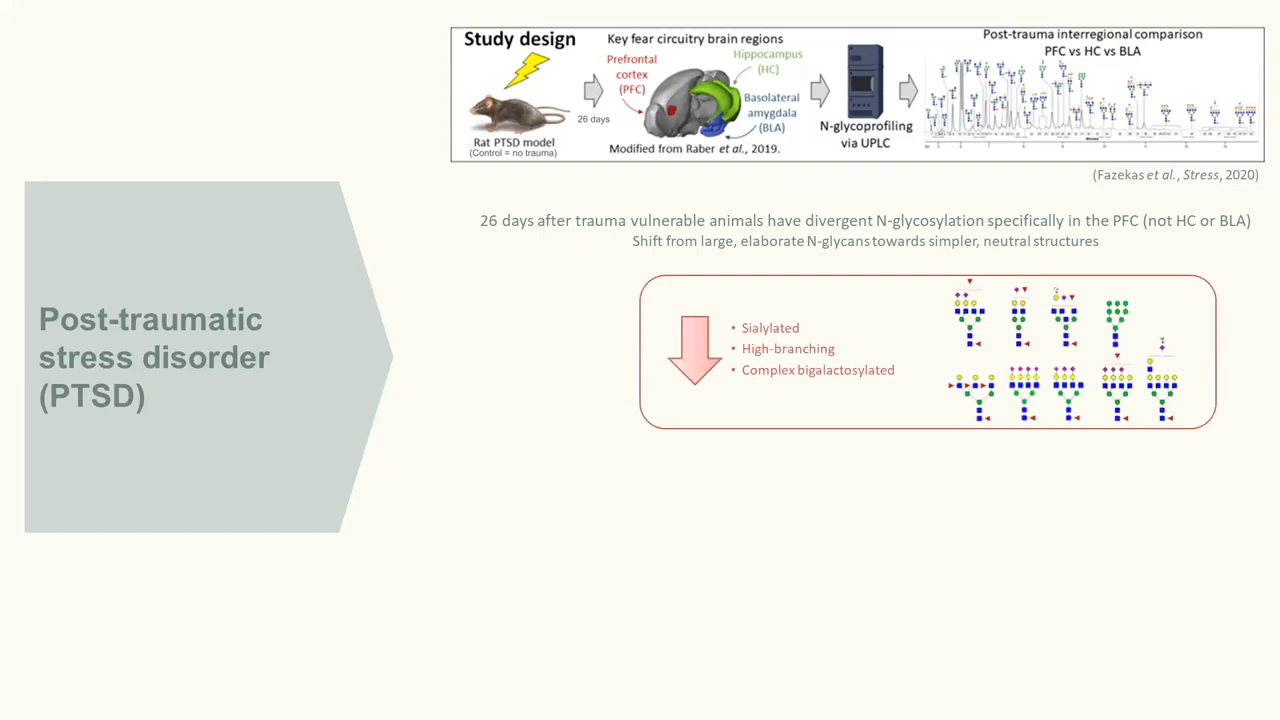 Study design
Rat PTSD model
(Control = no trauma)
26 days
Key fear circuitry brain regions
Prefrontal
cortex
(PFC)
Hippocampus
(HC)
Basolateral
amygdala
(BLA)
Modified from Raber et al., 2019.
N-glycoprofiling
via UPLC
Post-trauma interregional comparison
PFC vs HC vs BLA
(Fazekas et al., Stress, 2020)
Post-traumatic
stress disorder
(PTSD)
26 days after trauma vulnerable animals have divergent N-glycosylation specifically in the PFC (not HC or BLA)
Shift from large, elaborate N-glycans towards simpler, neutral structures
• Sialylated
• High-branching
• Complex bigalactosylated